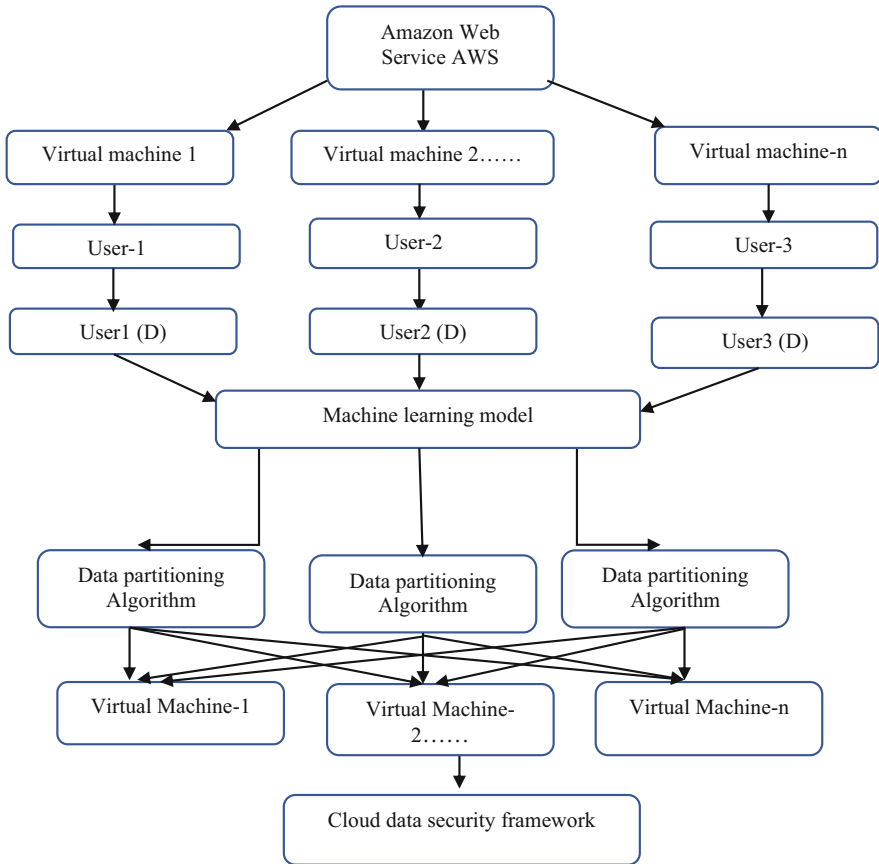 Amazon Web
Service AWS
Virtual machine 1
Virtual machine 2……
Virtual machine-n
User-1
User-2
User-3
User1 (D)
User2 (D)
User3 (D)
Machine learning model
Data partitioning
Algorithm
Data partitioning
Algorithm
Data partitioning
Algorithm
Virtual Machine-1
Virtual Machine-
2……
Virtual Machine-n
Cloud data security framework